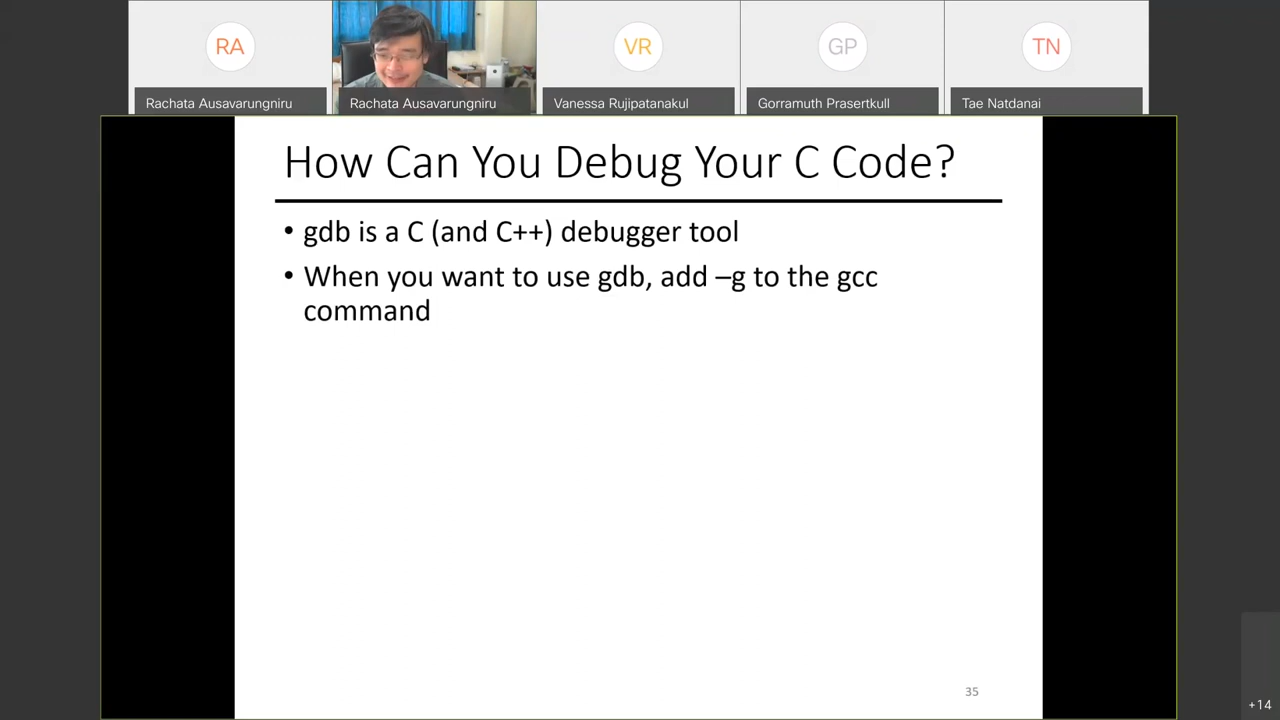 RA
VR
GP
TN
Rachata Ausavarungniru
Rachata Ausavarungniru
Vanessa Rujipatanakul
Gorramuth Prasertkull
Tae Natdanai
How Can You Debug Your C Code?
• gdb is a C (and C++) debugger tool
• When you want to use gdb, add –g to the gcc
command
35
+14